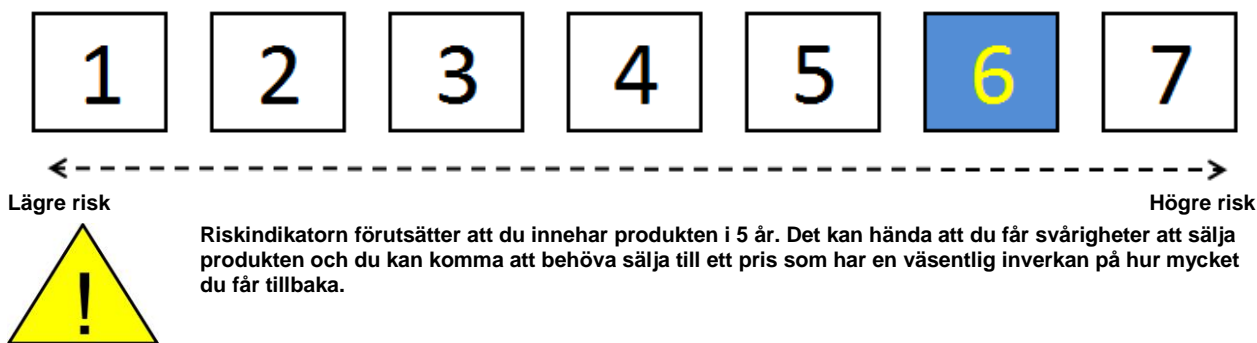 1 2 3 4 5 6 7
Lägre risk Högre risk
Riskindikatorn förutsätter att du innehar produkten i 5 år. Det kan hända att du får svårigheter att sälja
produkten och du kan komma att behöva sälja till ett pris som har en väsentlig inverkan på hur mycket
du får tillbaka.
!